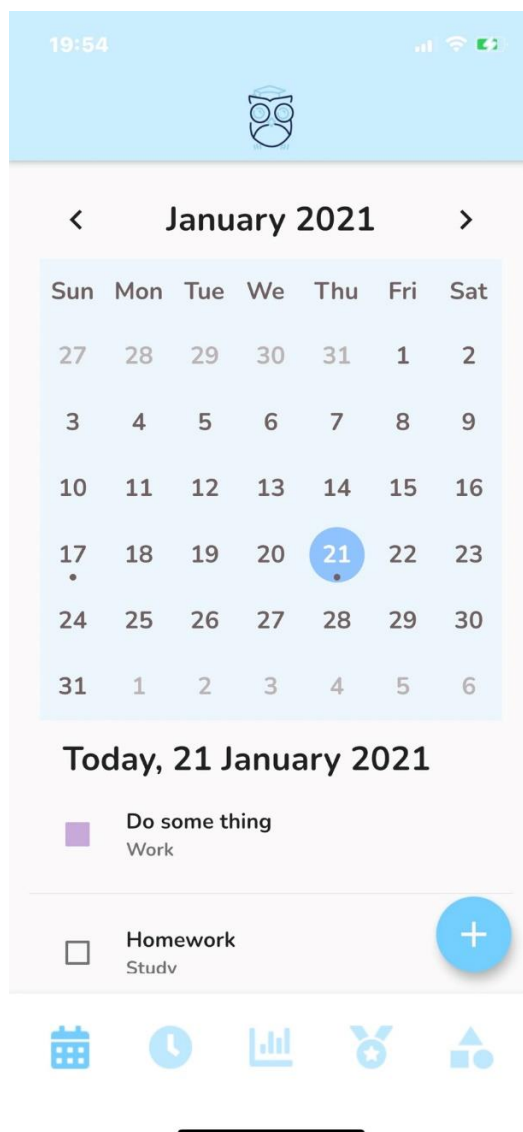 19:54
January 2021
Sun Mon Tue We Thu Fri Sat
27 28 29 30 31 1 2
3 4 5 6 7 8 9
10 11 12 13 14 15 16
17 18 19 20 21 22 23
24 25 26 27 28 29 30
31 1 2 3 4 5 6
Today, 21 January 2021
Do some thing
Work
Homework
Study